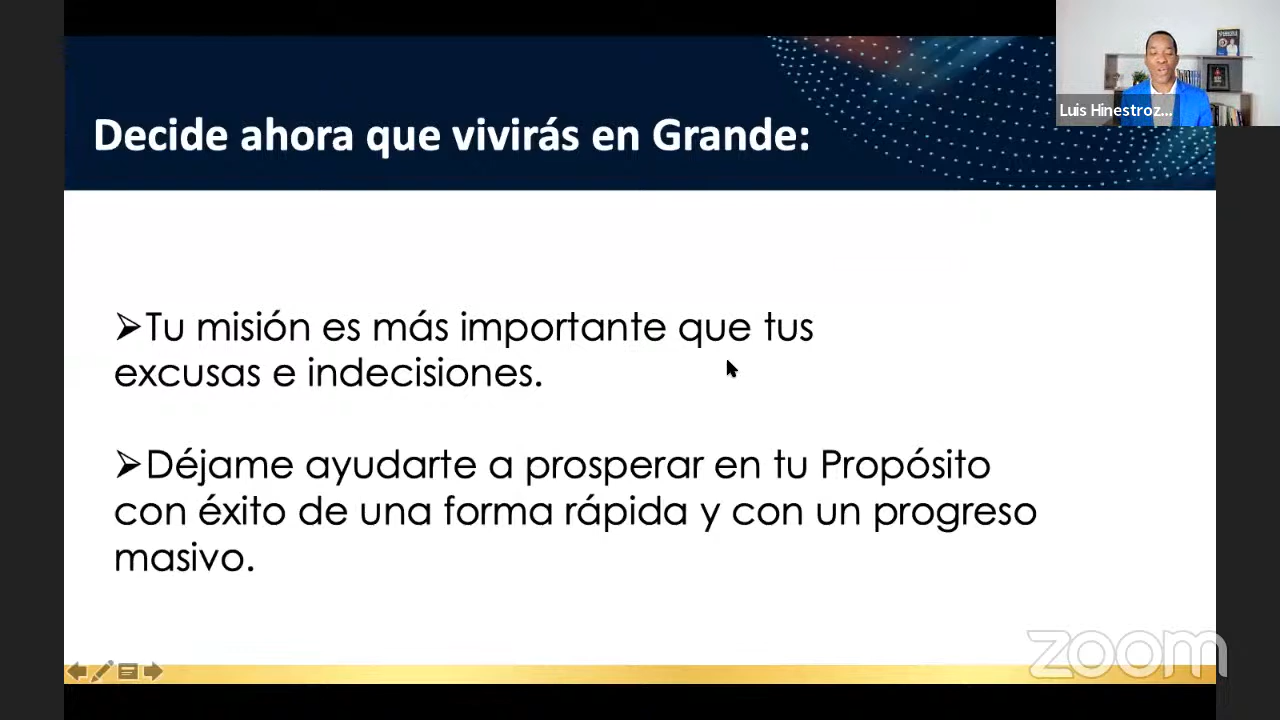 Decide ahora que vivirás en Grande:
Luis Hinestroz...
➢Tu misión es más importante que tus
excusas e indecisiones.
➢Déjame ayudarte a prosperar en tu Propósito
con éxito de una forma rápida y con un progreso
masivo.
zoom